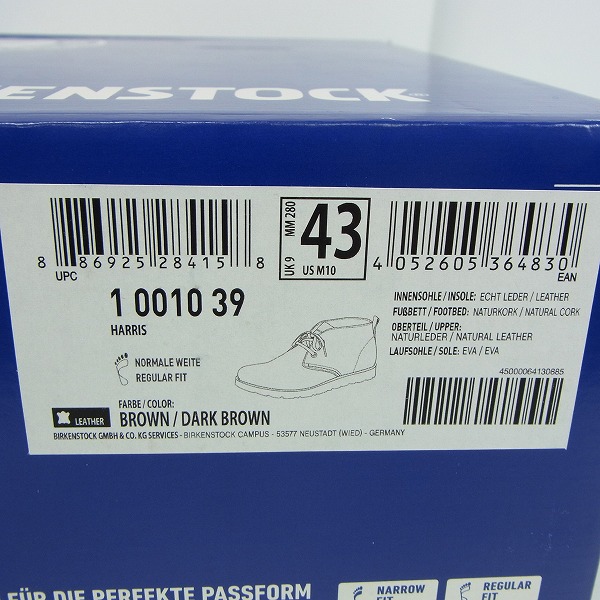 ENSTOCK®
8 86925 28415 8
UPC
MM 280
UK 9
43
US M10
4 052605 364830
EAN
1 0010 39
HARRIS
NORMALE WEITE
REGULAR FIT
INNENSOHLE / INSOLE: ECHT LEDER / LEATHER
FUßBETT / FOOTBED: NATURKORK / NATURAL CORK
OBERTEIL / UPPER:
NATURLEDER / NATURAL LEATHER
LAUFSOHLE / SOLE: EVA / EVA
45000064130885
LEATHER
FARBE / COLOR:
BROWN / DARK BROWN
BIRKENSTOCK GMBH & CO. KG SERVICES - BIRKENSTOCK CAMPUS - 53577 NEUSTADT (WIED) - GERMANY
FÜR DIE PERFEKTE PASSFORM
NARROW
FIT
REGULAR
FIT